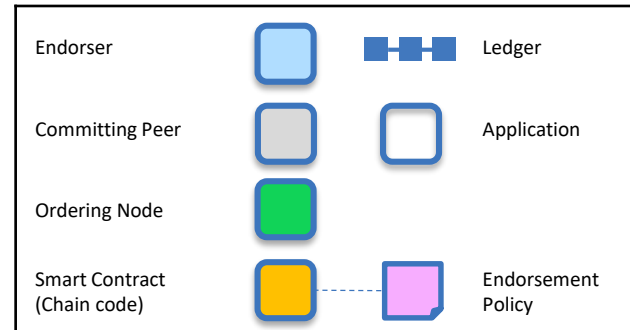 Endorser
Ledger
Committing Peer
Application
Ordering Node
Smart Contract
(Chain code)
Endorsement
Policy